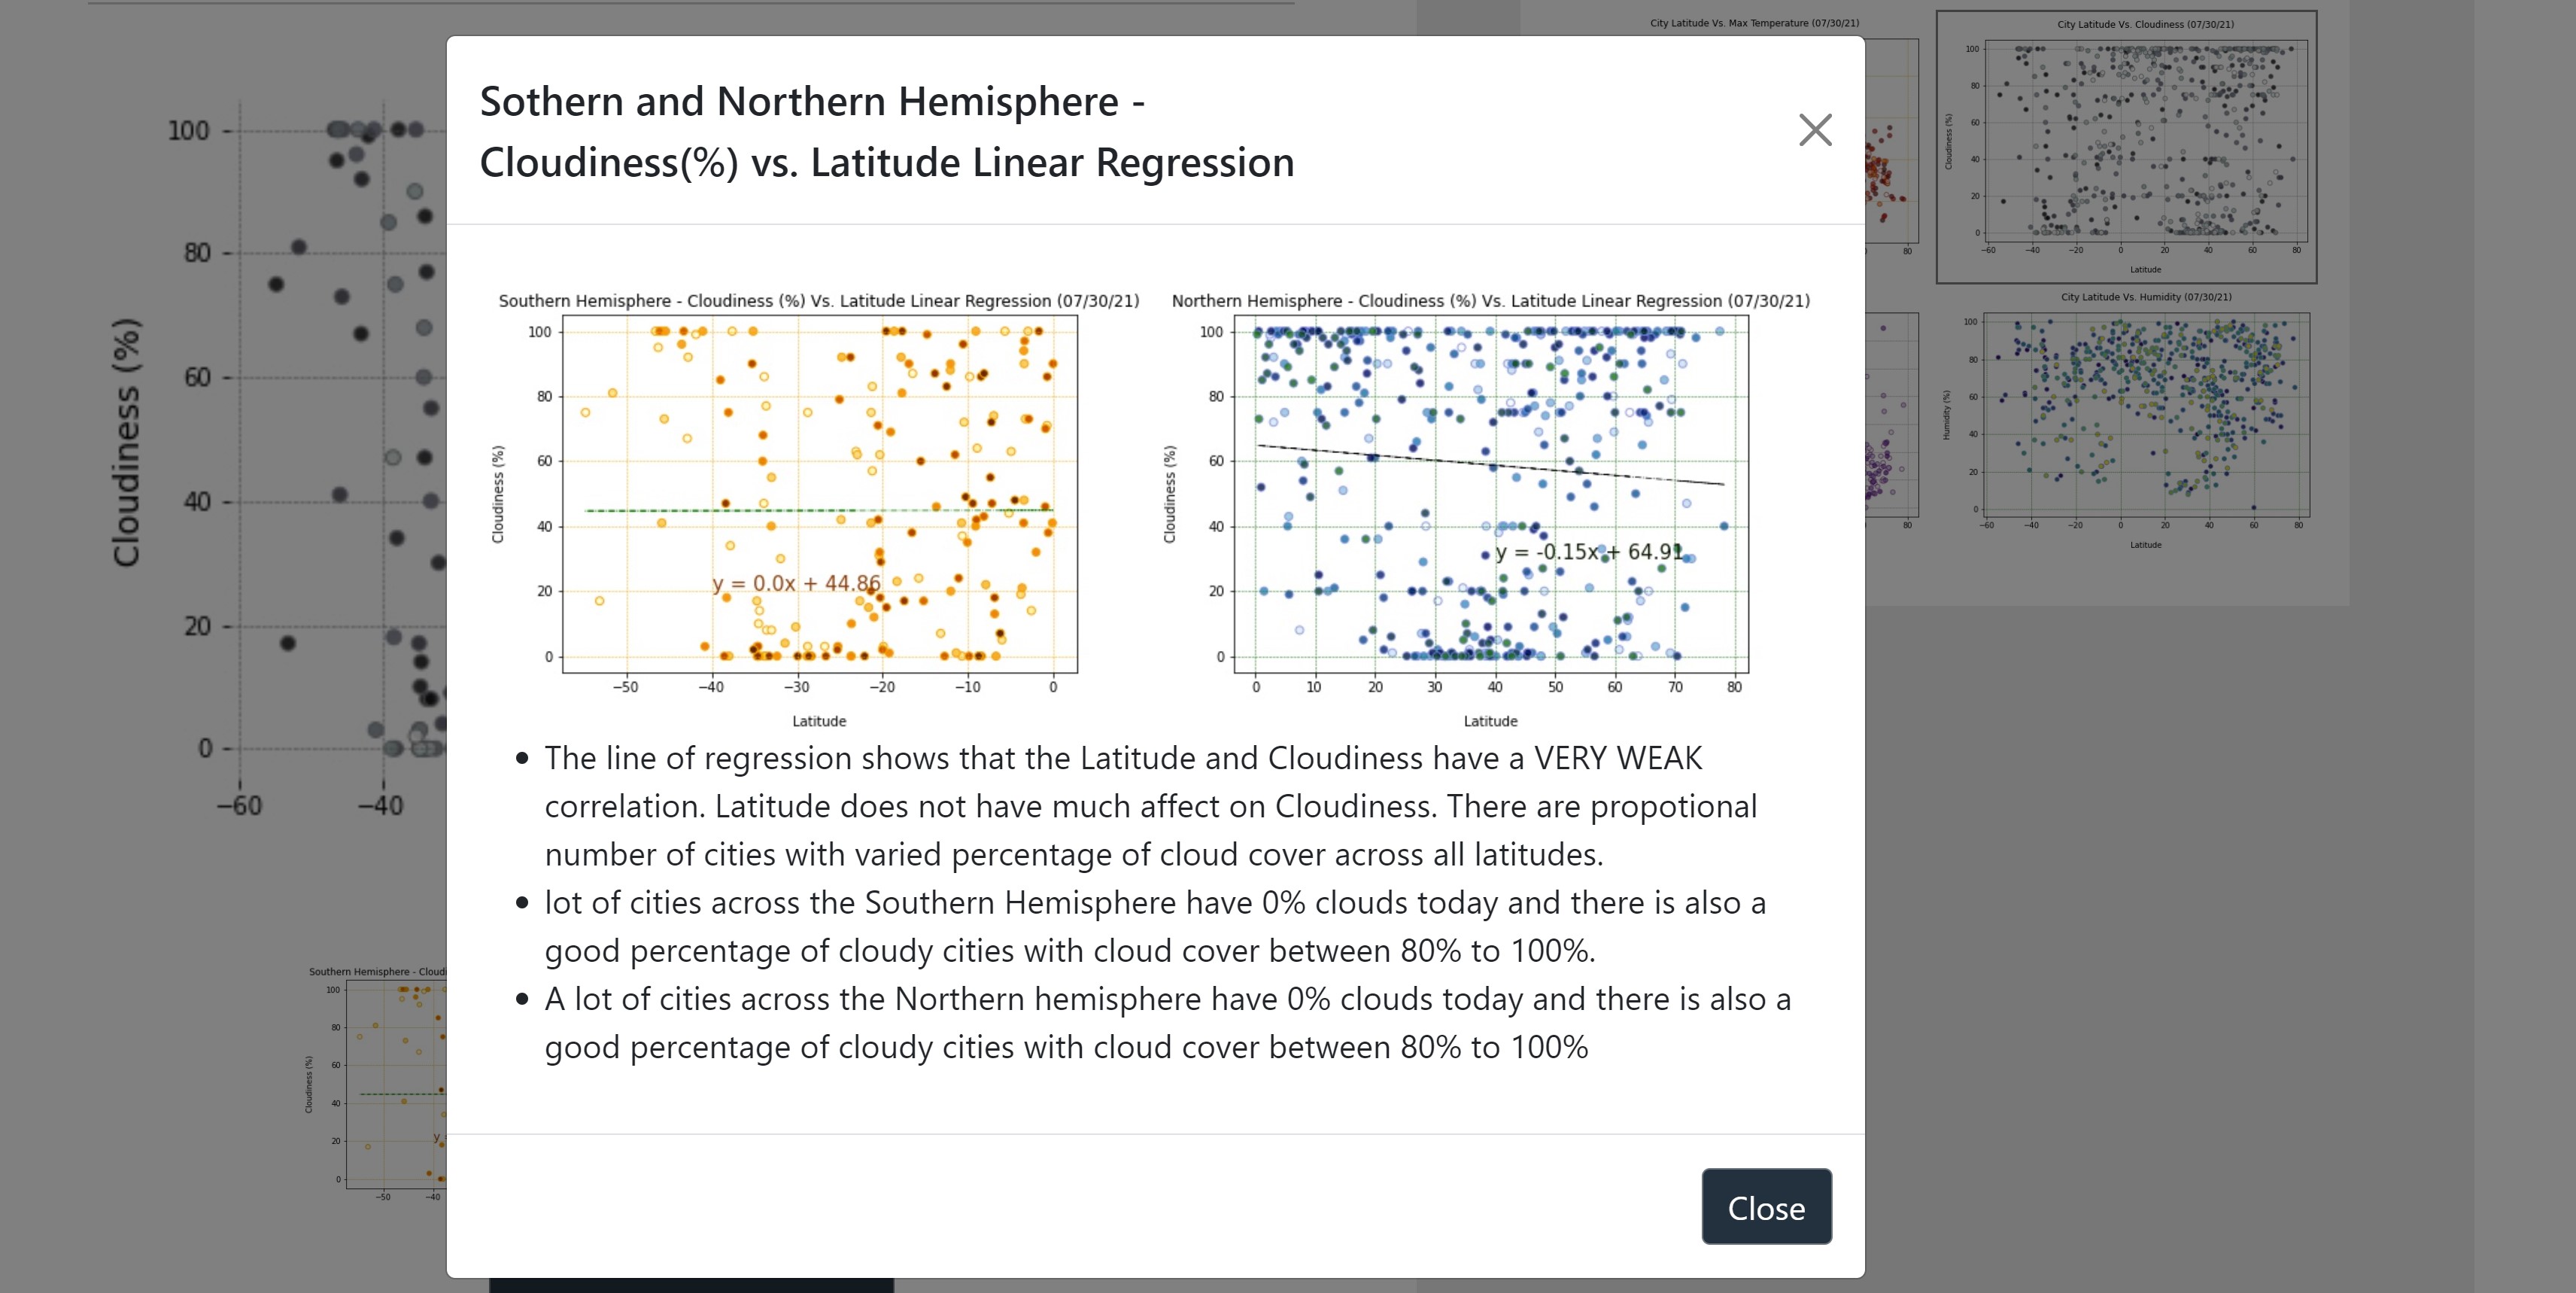 Sothern and Northern Hemisphere -
Cloudiness(%) vs. Latitude Linear Regression
Southern Hemisphere - Cloudiness (%) Vs. Latitude Linear Regression (07/30/21)
Cloudiness (%)
100
80
60
40
20
0
y = 0.0x + 44.86
−50 −40 −30 −20 −10 0
Latitude
Northern Hemisphere - Cloudiness (%) Vs. Latitude Linear Regression (07/30/21)
Cloudiness (%)
100
80
60
40
20
0
y = -0.15x + 64.91
0 10 20 30 40 50 60 70 80
Latitude
The line of regression shows that the Latitude and Cloudiness have a VERY WEAK
correlation. Latitude does not have much affect on Cloudiness. There are propotional
number of cities with varied percentage of cloud cover across all latitudes.
lot of cities across the Southern Hemisphere have 0% clouds today and there is also a
good percentage of cloudy cities with cloud cover between 80% to 100%.
A lot of cities across the Northern hemisphere have 0% clouds today and there is also a
good percentage of cloudy cities with cloud cover between 80% to 100%
Close
Cloudiness (%)
100
80
60
40
20
0
−60 −40
Southern Hemisphere - Cloudi
Cloudiness (%)
100
80
60
40
20
0
y
−50 −40
City Latitude Vs. Max Temperature (07/30/21)
80
80
City Latitude Vs. Cloudiness (07/30/21)
Cloudiness (%)
100
80
60
40
20
0
−60 −40 −20 0 20 40 60 80
Latitude
City Latitude Vs. Humidity (07/30/21)
Humidity (%)
100
80
60
40
20
0
−60 −40 −20 0 20 40 60 80
Latitude